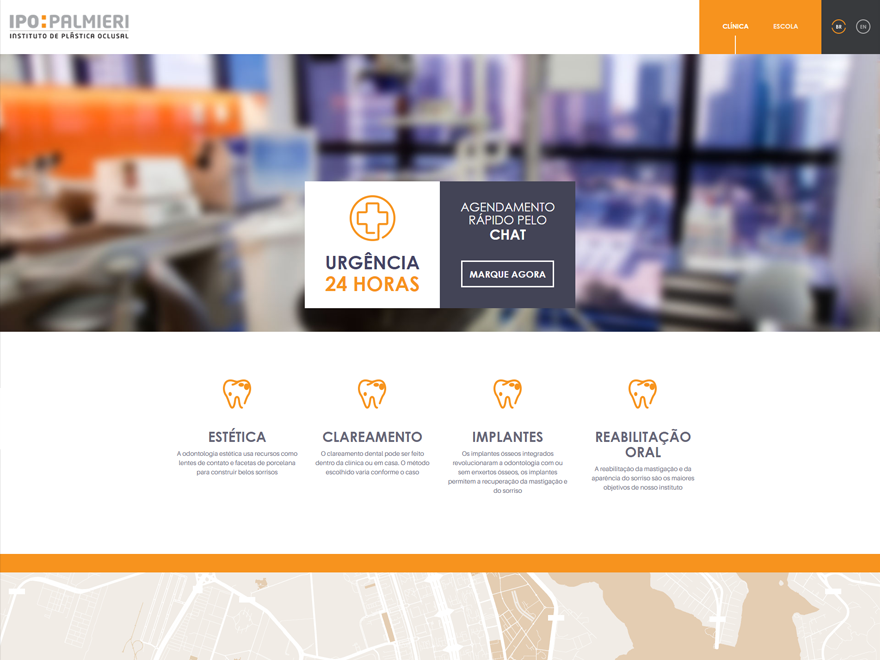 IPO:PALMIERI
INSTITUTO DE PLÁSTICA OCLUSAL
CLÍNICA
ESCOLA
BR
EN
URGÊNCIA
24 HORAS
AGENDAMENTO
RÁPIDO PELO
CHAT
MARQUE AGORA
ESTÉTICA
A odontologia estética usa recursos como
lentes de contato e facetas de porcelana
para construir belos sorrisos
CLAREAMENTO
O clareamento dental pode ser feito
dentro da clínica ou em casa. O método
escolhido varia conforme o caso
IMPLANTES
Os implantes ósseos integrados
revolucionaram a odontologia com ou
sem enxertos ósseos, os implantes
permitem a recuperação da mastigação e
do sorriso
REABILITAÇÃO
ORAL
A reabilitação da mastigação e da
aparência do sorriso são os maiores
objetivos de nosso instituto